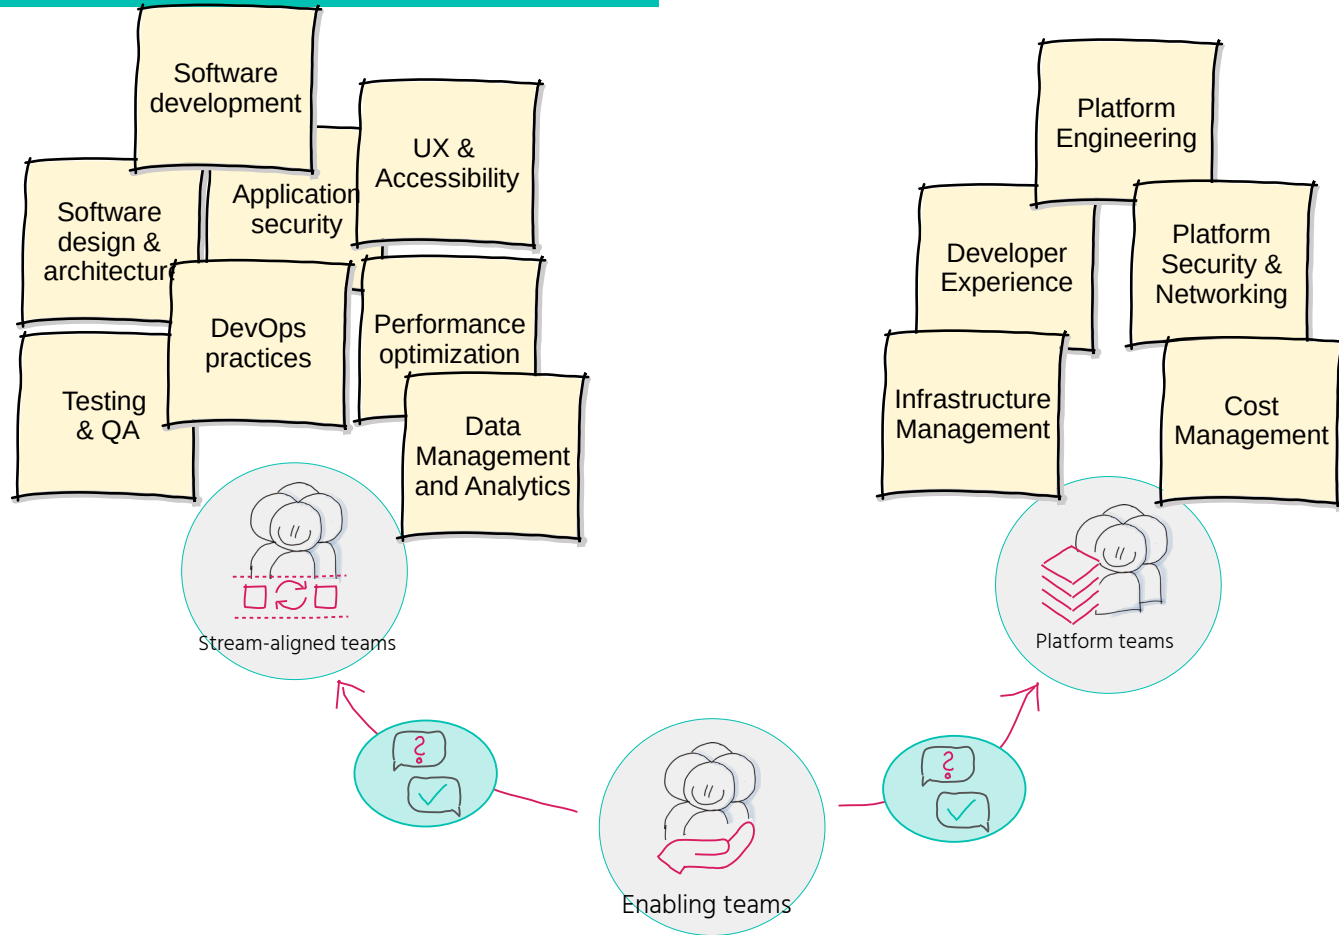 Software
development
UX &
Accessibility
Application
security
Software
design &
architecture
DevOps
practices
Performance
optimization
Testing
& QA
Data
Management
and Analytics
Stream-aligned teams
Platform
Engineering
Developer
Experience
Platform
Security &
Networking
Infrastructure
Management
Cost
Management
Platform teams
?
?
Enabling teams